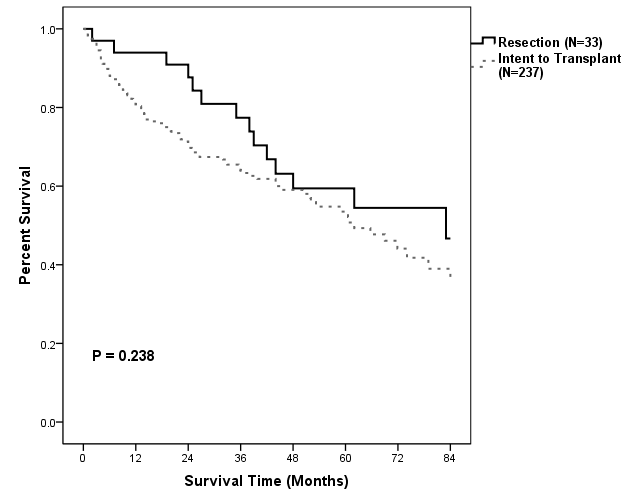 Resection (N=33)
Intent to Transplant
(N=237)
1.0
0.8
0.6
0.4
0.2
0.0
Percent Survival
P = 0.238
0 12 24 36 48 60 72 84
Survival Time (Months)